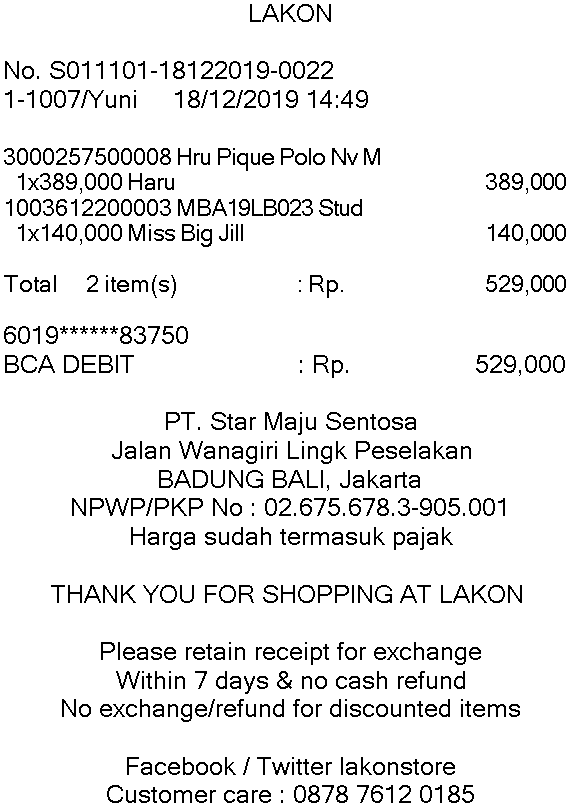 LAKON
No. S011101-18122019-0022
1-1007/Yuni 18/12/2019 14:49
3000257500008 Hru Pique Polo Nv M
1x389,000 Haru 389,000
1003612200003 MBA19LB023 Stud
1x140,000 Miss Big Jill 140,000
Total 2 item(s) : Rp. 529,000
6019******83750
BCA DEBIT : Rp. 529,000
PT. Star Maju Sentosa
Jalan Wanagiri Lingk Peselakan
BADUNG BALI, Jakarta
NPWP/PKP No : 02.675.678.3-905.001
Harga sudah termasuk pajak
THANK YOU FOR SHOPPING AT LAKON
Please retain receipt for exchange
Within 7 days & no cash refund
No exchange/refund for discounted items
Facebook / Twitter lakonstore
Customer care : 0878 7612 0185